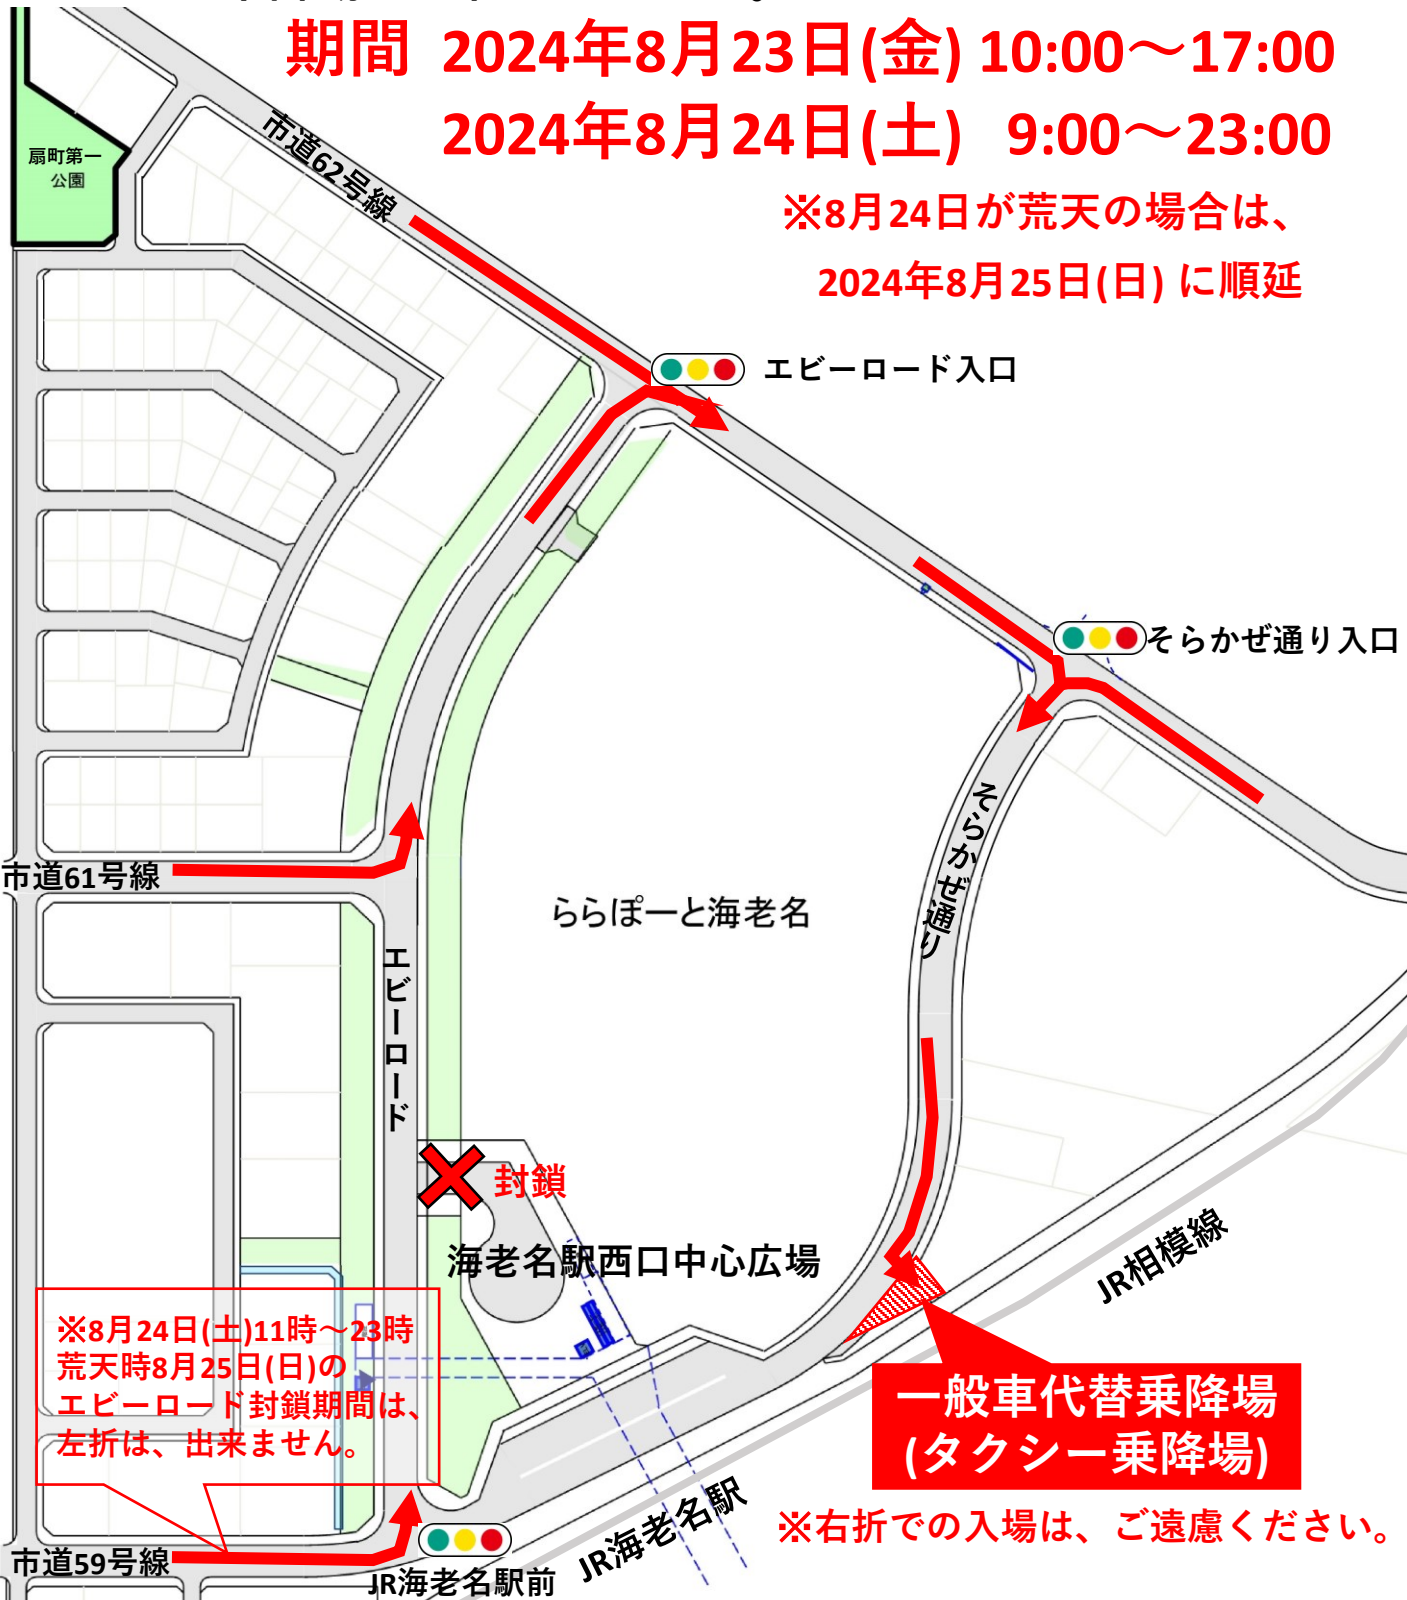 期間 2024年8月23日(金) 10:00～17:00
2024年8月24日(土) 9:00～23:00
※8月24日が荒天の場合は、
2024年8月25日(日) に順延
扇町第一
公園
市道62号線
エビーロード入口
そらかぜ通り入口
そらかぜ通り
市道61号線
ららぽーと海老名
エビーロード
封鎖
海老名駅西口中心広場
JR相模線
※8月24日(土)11時～23時
荒天時8月25日(日)の
エビーロード封鎖期間は、
左折は、出来ません。
一般車代替乗降場
(タクシー乗降場)
※右折での入場は、ご遠慮ください。
JR海老名駅
市道59号線
JR海老名駅前